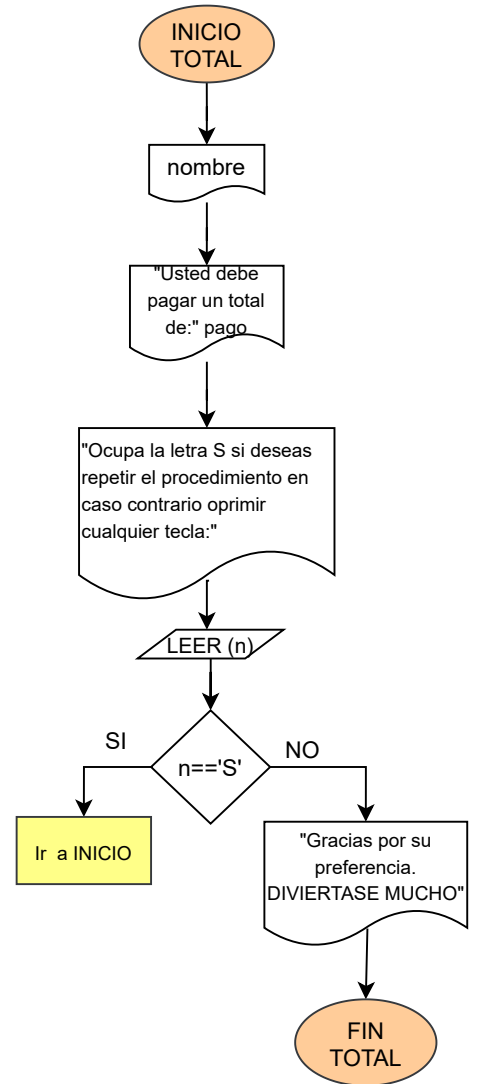 INICIO
TOTAL
nombre
"Usted debe
pagar un total
de:" pago
"Ocupa la letra S si deseas
repetir el procedimiento en
caso contrario oprimir
cualquier tecla:"
LEER (n)
SI
n=='S'
NO
Ir a INICIO
"Gracias por su
preferencia.
DIVIERTASE MUCHO"
FIN
TOTAL